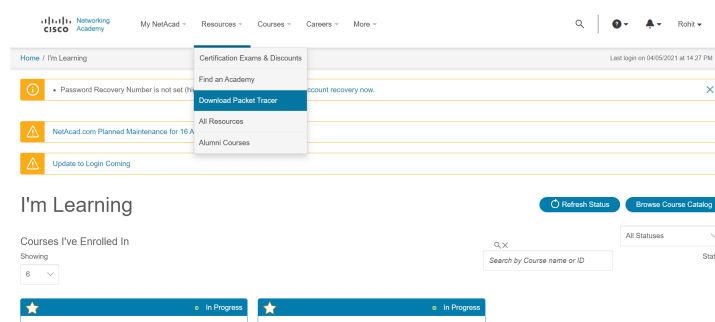 Networking
CISCO Academy
My NetAcad Resources Courses Careers More ? Rohit
Home / I'm Learning Last login on 04/05/2021 at 14:27 PM
Certification Exams & Discounts
Find an Academy
Password Recovery Number is not set count recovery now.
Download Packet Tracer
All Resources
NetAcad.com Planned Maintenance for 16 A
Alumni Courses
Update to Login Coming
I'm Learning Refresh Status Browse Course Catalog
Courses I've Enrolled In All Statuses
Showing Search by Course name or ID Stat
6
In Progress In Progress